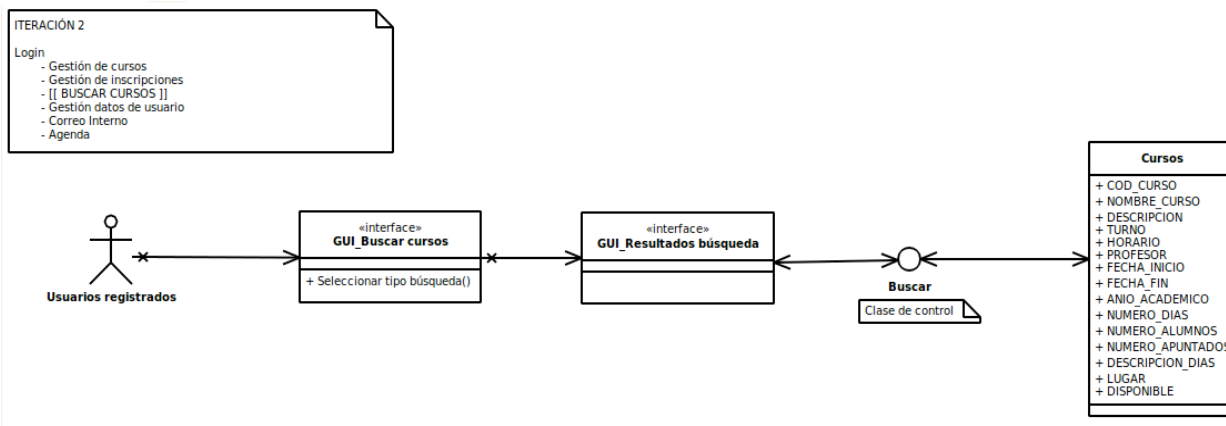 ITERACIÓN 2
Login
- Gestión de cursos
- Gestión de inscripciones
- [[ BUSCAR CURSOS ]]
- Gestión datos de usuario
- Correo Interno
- Agenda
Usuarios registrados
«interface»
GUI_Buscar cursos
+ Seleccionar tipo búsqueda()
«interface»
GUI_Resultados búsqueda
Buscar
Clase de control
Cursos
+ COD_CURSO
+ NOMBRE_CURSO
+ DESCRIPCION
+ TURNO
+ HORARIO
+ PROFESOR
+ FECHA_INICIO
+ FECHA_FIN
+ ANIO_ACADEMICO
+ NUMERO_DIAS
+ NUMERO_ALUMNOS
+ NUMERO_APUNTADOS
+ DESCRIPCION_DIAS
+ LUGAR
+ DISPONIBLE